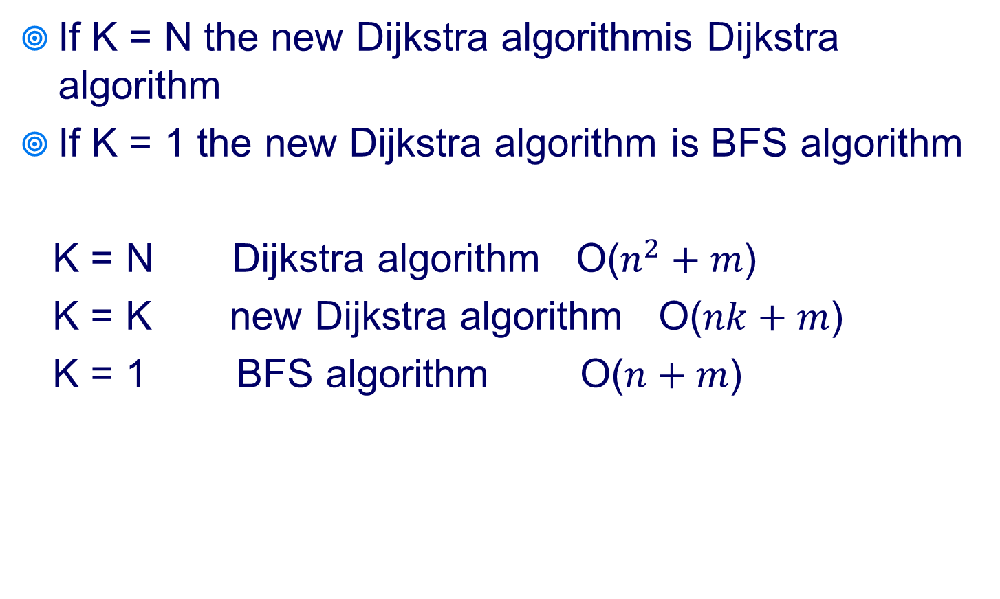 If K = N the new Dijkstra algorithmis Dijkstra
algorithm
If K = 1 the new Dijkstra algorithm is BFS algorithm
K = N Dijkstra algorithm O(𝑛² + 𝑚)
K = K new Dijkstra algorithm O(𝑛𝑘 + 𝑚)
K = 1 BFS algorithm O(𝑛 + 𝑚)